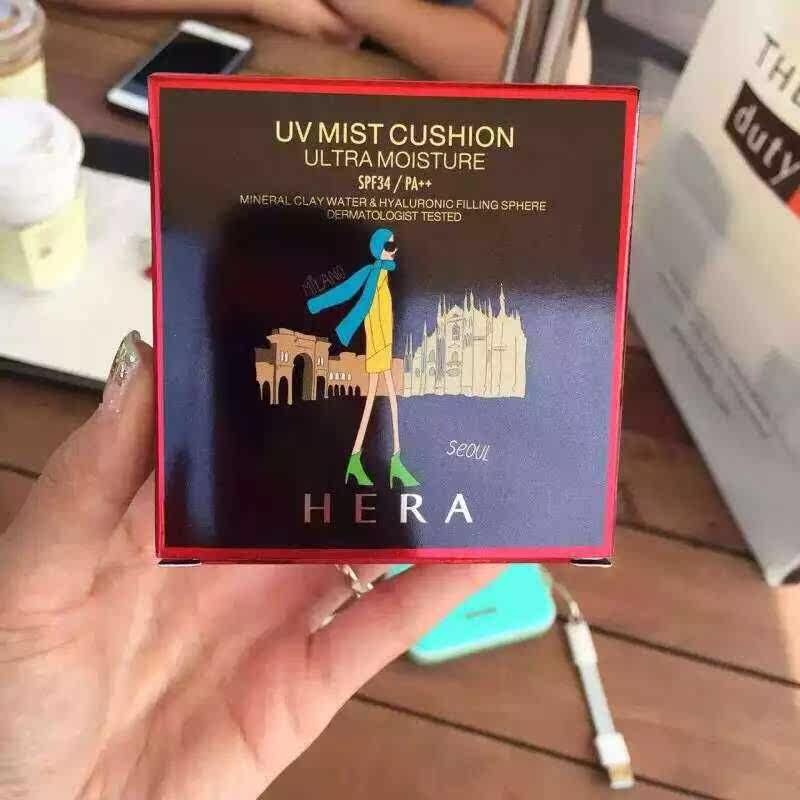 UV MIST CUSHION
ULTRA MOISTURE
SPF34 / PA++
MINERAL CLAY WATER & HYALURONIC FILLING SPHERE
DERMATOLOGIST TESTED
MILANO
SEOUL
HERA
THE
duty